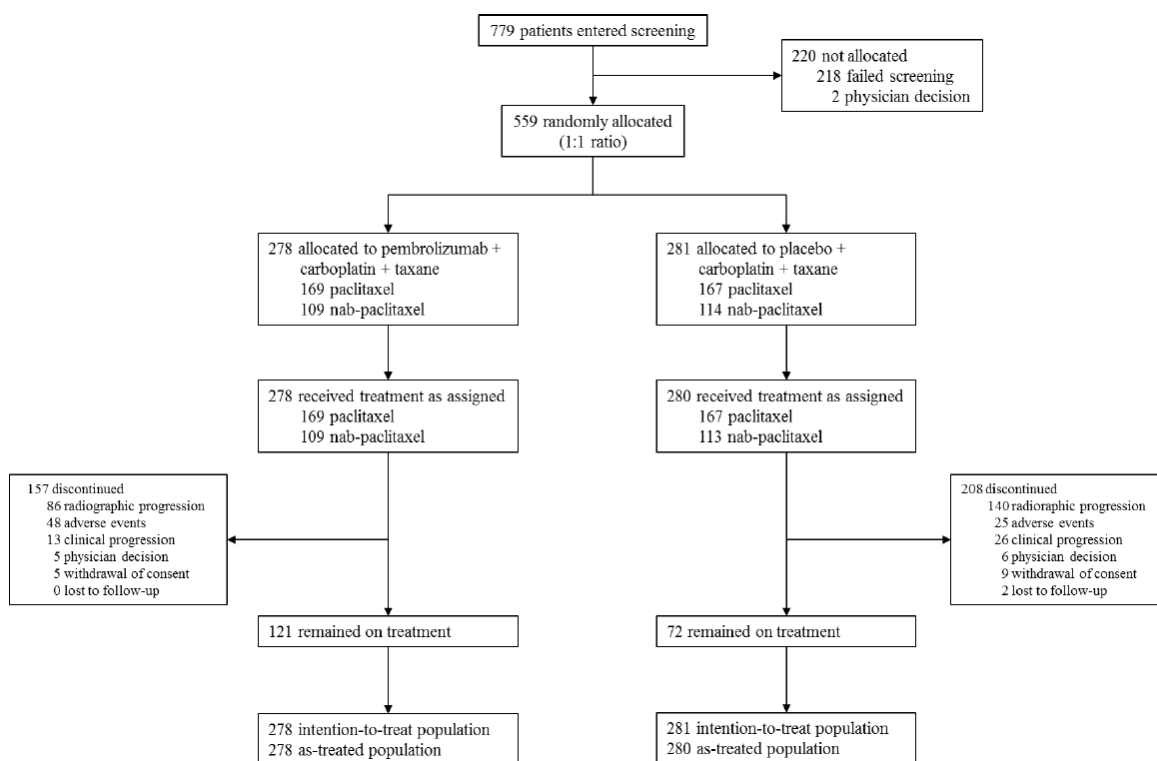 779 patients entered screening
220 not allocated
218 failed screening
2 physician decision
559 randomly allocated
(1:1 ratio)
278 allocated to pembrolizumab +
carboplatin + taxane
169 paclitaxel
109 nab-paclitaxel
281 allocated to placebo +
carboplatin + taxane
167 paclitaxel
114 nab-paclitaxel
278 received treatment as assigned
169 paclitaxel
109 nab-paclitaxel
280 received treatment as assigned
167 paclitaxel
113 nab-paclitaxel
157 discontinued
86 radiographic progression
48 adverse events
13 clinical progression
5 physician decision
5 withdrawal of consent
0 lost to follow-up
208 discontinued
140 radioraphic progression
25 adverse events
26 clinical progression
6 physician decision
9 withdrawal of consent
2 lost to follow-up
121 remained on treatment
72 remained on treatment
278 intention-to-treat population
278 as-treated population
281 intention-to-treat population
280 as-treated population